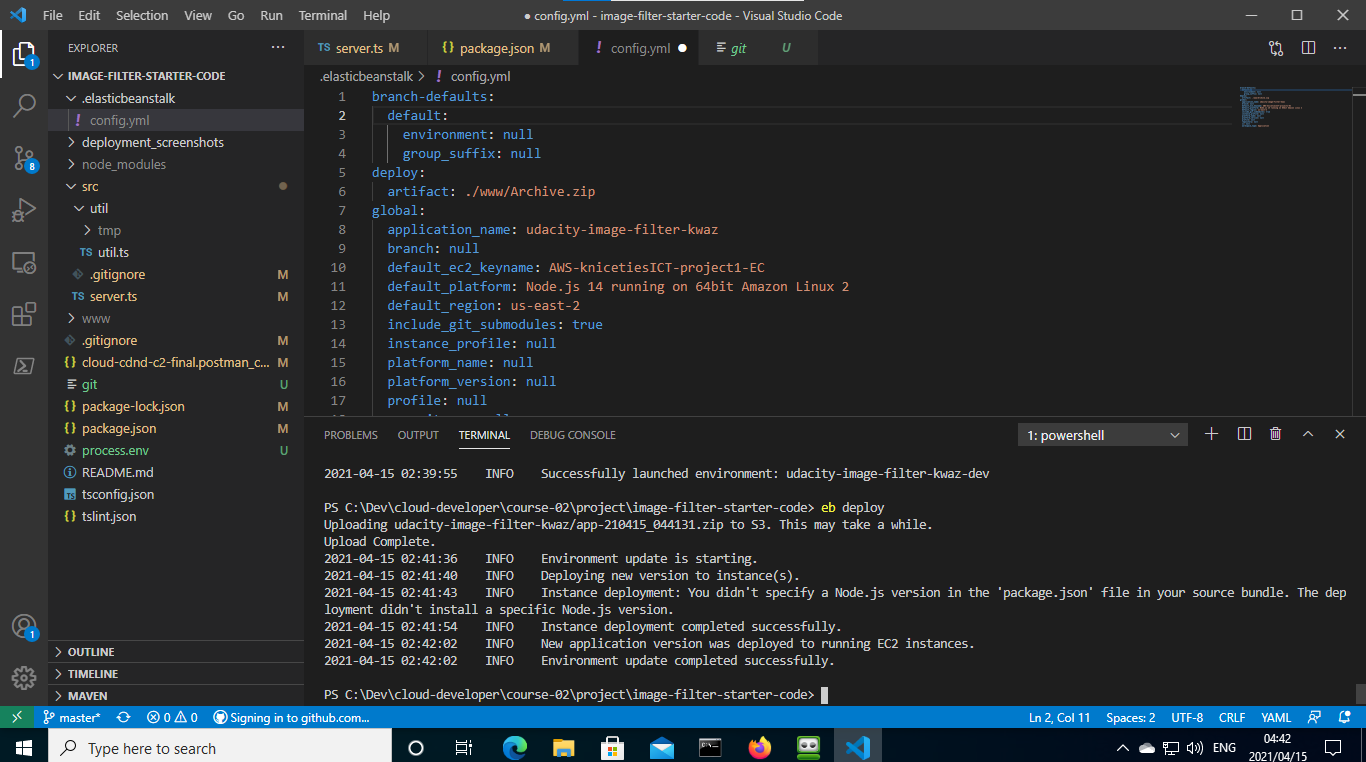 File Edit Selection View Go Run Terminal Help
● config.yml - image-filter-starter-code - Visual Studio Code
EXPLORER
IMAGE-FILTER-STARTER-CODE
.elasticbeanstalk
! config.yml
deployment_screenshots
node_modules
src
util
tmp
TS util.ts
.gitignore M
TS server.ts M
www
.gitignore M
{} cloud-cdnd-c2-final.postman_c... M
git U
{} package-lock.json M
{} package.json M
process.env U
README.md
tsconfig.json
{} tslint.json
OUTLINE
TIMELINE
MAVEN
1
8
1
TS server.ts M {} package.json M ! config.yml ● git U
.elasticbeanstalk > ! config.yml
1 branch-defaults:
2 default:
3 environment: null
4 group_suffix: null
5 deploy:
6 artifact: ./www/Archive.zip
7 global:
8 application_name: udacity-image-filter-kwaz
9 branch: null
10 default_ec2_keyname: AWS-knicetiesICT-project1-EC
11 default_platform: Node.js 14 running on 64bit Amazon Linux 2
12 default_region: us-east-2
13 include_git_submodules: true
14 instance_profile: null
15 platform_name: null
16 platform_version: null
17 profile: null
PROBLEMS OUTPUT TERMINAL DEBUG CONSOLE 1: powershell
2021-04-15 02:39:55 INFO Successfully launched environment: udacity-image-filter-kwaz-dev
PS C:\Dev\cloud-developer\course-02\project\image-filter-starter-code> eb deploy
Uploading udacity-image-filter-kwaz/app-210415_044131.zip to S3. This may take a while.
Upload Complete.
2021-04-15 02:41:36 INFO Environment update is starting.
2021-04-15 02:41:40 INFO Deploying new version to instance(s).
2021-04-15 02:41:43 INFO Instance deployment: You didn't specify a Node.js version in the 'package.json' file in your source bundle. The dep
loyment didn't install a specific Node.js version.
2021-04-15 02:41:54 INFO Instance deployment completed successfully.
2021-04-15 02:42:02 INFO New application version was deployed to running EC2 instances.
2021-04-15 02:42:02 INFO Environment update completed successfully.
PS C:\Dev\cloud-developer\course-02\project\image-filter-starter-code>
master* 0 0 Signing in to github.com... Ln 2, Col 11 Spaces: 2 UTF-8 CRLF YAML
Type here to search
ENG
04:42
2021/04/15